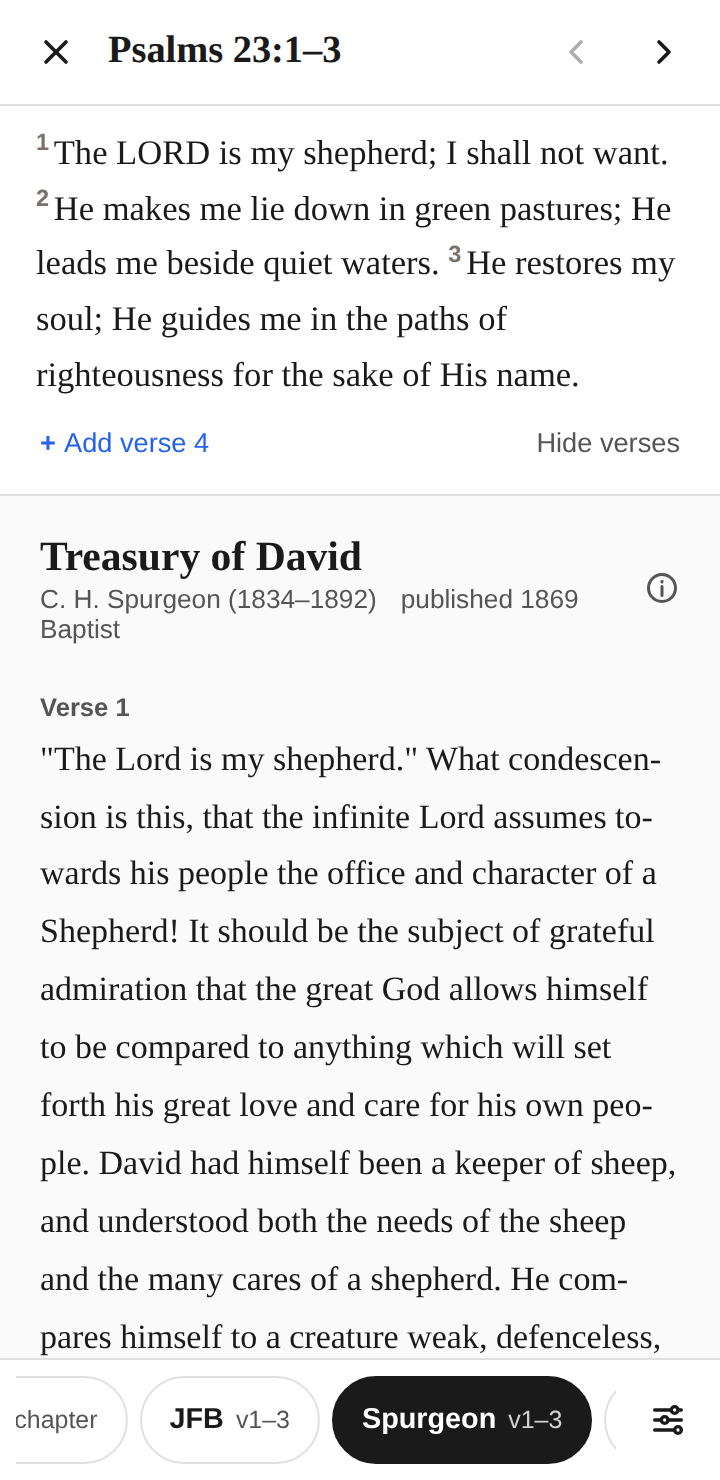 Psalms 23:1–3
1 The LORD is my shepherd; I shall not want.
2 He makes me lie down in green pastures; He
leads me beside quiet waters. 3 He restores my
soul; He guides me in the paths of
righteousness for the sake of His name.
+ Add verse 4 Hide verses
Treasury of David
C. H. Spurgeon (1834–1892) published 1869
Baptist
Verse 1
"The Lord is my shepherd." What condescen-
sion is this, that the infinite Lord assumes to-
wards his people the office and character of a
Shepherd! It should be the subject of grateful
admiration that the great God allows himself
to be compared to anything which will set
forth his great love and care for his own peo-
ple. David had himself been a keeper of sheep,
and understood both the needs of the sheep
and the many cares of a shepherd. He com-
pares himself to a creature weak, defenceless,
chapter JFB v1–3 Spurgeon v1–3